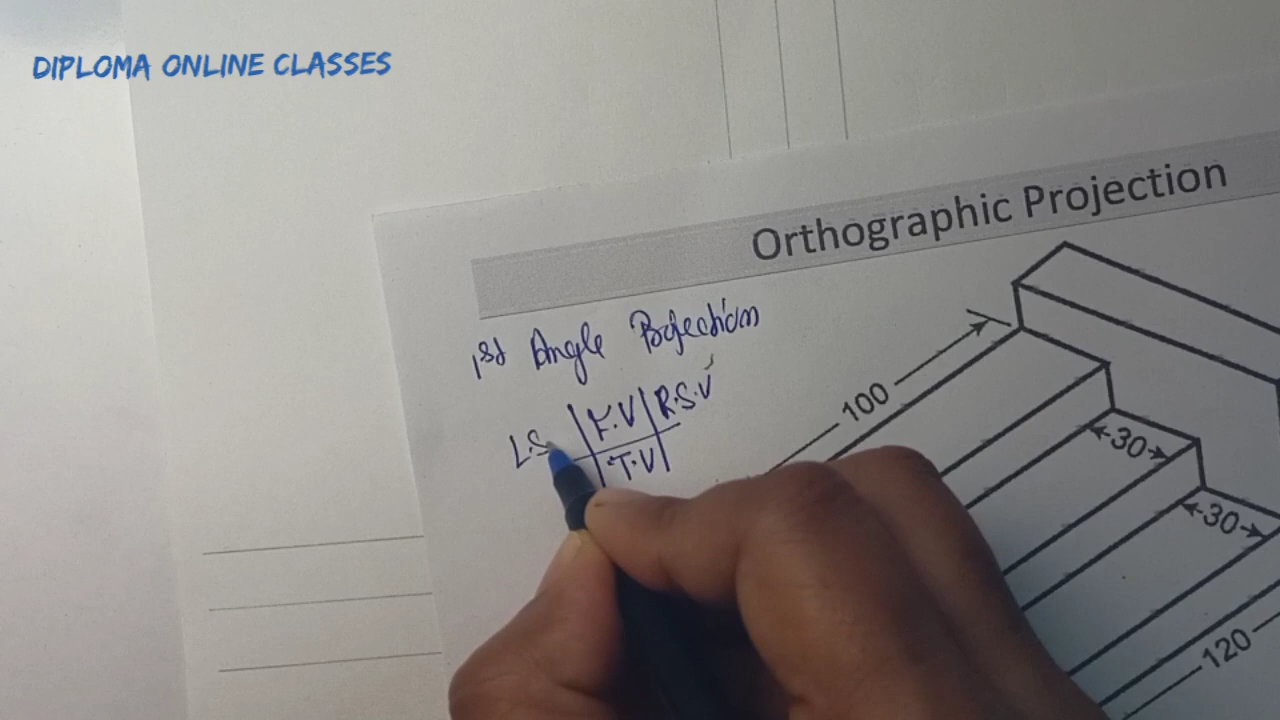 DIPLOMA ONLINE CLASSES
Orthographic Projection
1st Angle Projection
L.S F.V R.S.V
T.V
100
30
30
120